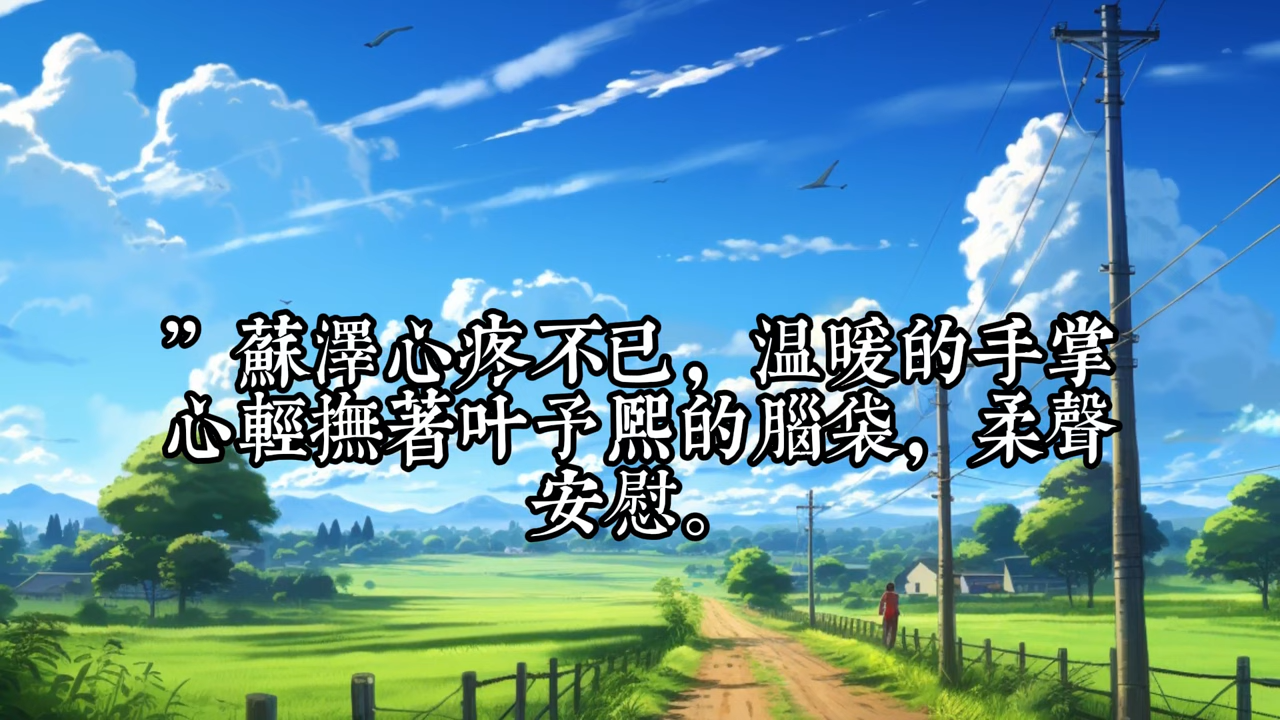 ”蘇澤心疼不已，温暖的手掌
心輕撫著叶予熙的腦袋，柔聲
安慰。